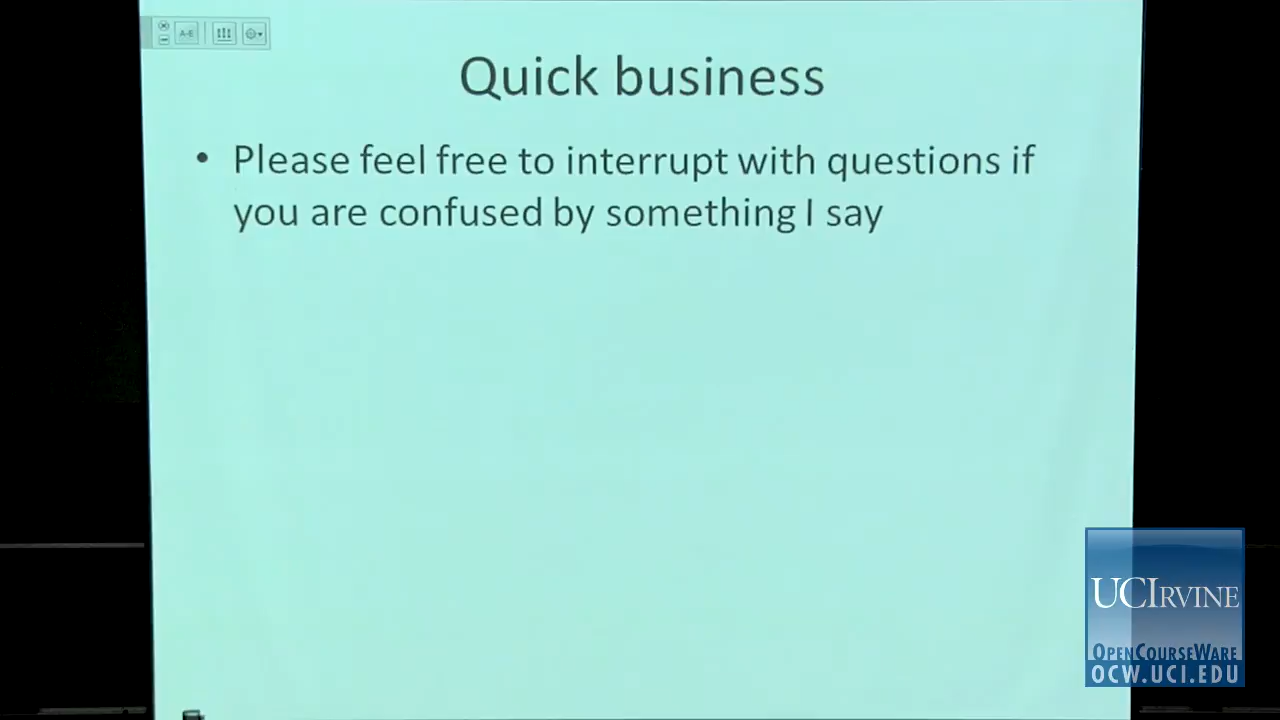 A-E
Quick business
• Please feel free to interrupt with questions if
you are confused by something I say
UCIRVINE
OPENCOURSEWARE
OCW.UCI.EDU